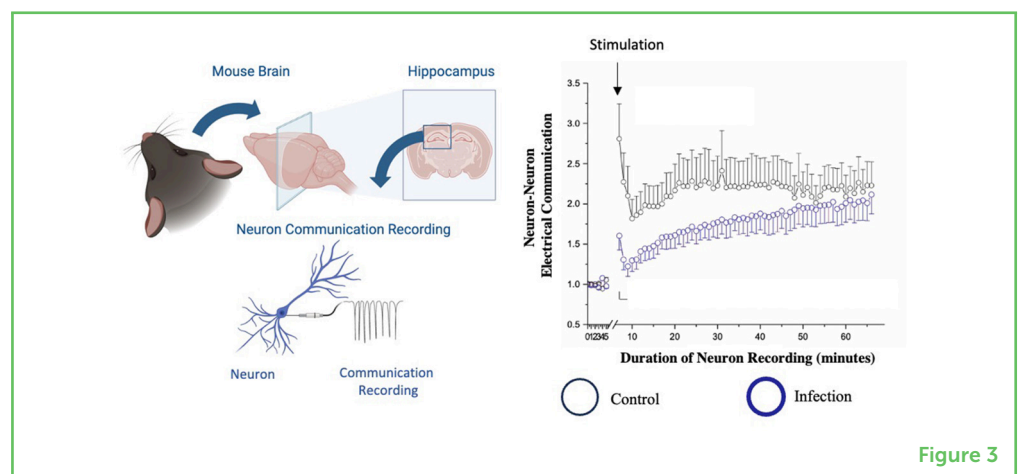 Mouse Brain
Hippocampus
Neuron Communication Recording
Neuron
Communication
Recording
Stimulation
Neuron-Neuron
Electrical Communication
3.5
3.0
2.5
2.0
1.5
1.0
0.5
012345
10
20
30
40
50
60
Duration of Neuron Recording (minutes)
Control
Infection
Figure 3